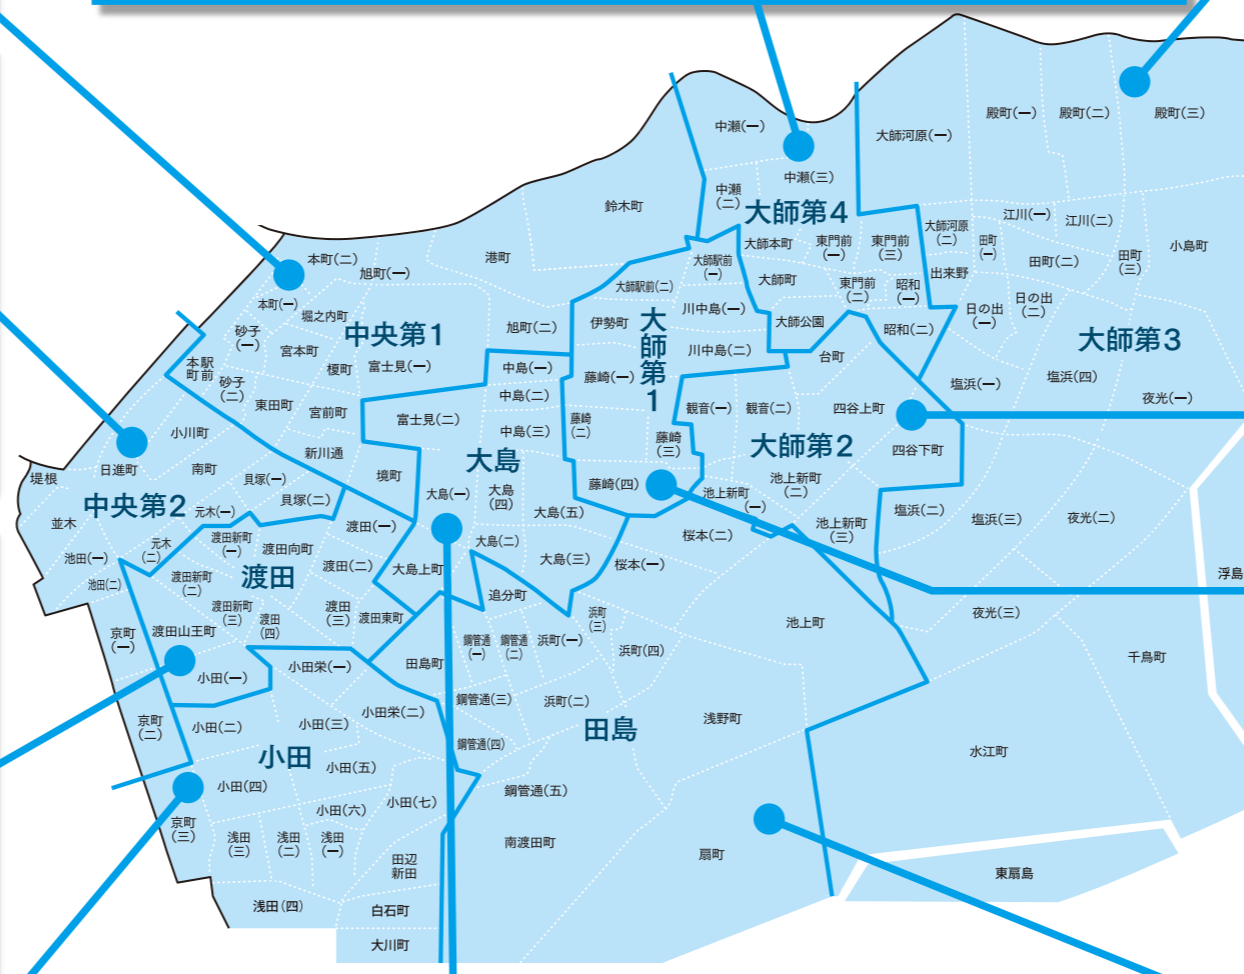 中瀬(一)
大師河原(一)
殿町(一)
殿町(二)
殿町(三)
中瀬(三)
中瀬
(二)
大師第4
鈴木町
大師河原
(二)
江川(一)
江川(二)
田町
(一)
田町(二)
田町
(三)
小島町
出来野
日の出
(一)
日の出
(二)
大師第3
大師本町
東門前
(一)
東門前
(三)
大師町
東門前
(二)
昭和
(一)
大師公園
昭和(二)
大師駅前
(一)
大師駅前(二)
港町
本町(二)
旭町(一)
本町(一)
堀之内町
砂子
(一)
中央第1
旭町(二)
伊勢町
大師第1
川中島(一)
川中島(二)
台町
宮本町
本駅
町前
砂子
(二)
榎町
富士見(一)
中島(一)
藤崎(一)
塩浜(一)
塩浜(四)
夜光(一)
東田町
宮前町
富士見(二)
中島(二)
中島(三)
藤崎
(二)
観音(一)
観音(二)
四谷上町
四谷下町
小川町
新川通
大島
藤崎
(三)
大師第2
日進町
南町
貝塚(一)
境町
堤根
中央第2
貝塚(二)
大島(一)
大島
(四)
藤崎(四)
池上新町
(一)
池上新町
(二)
池上新町
(三)
塩浜(二)
塩浜(三)
夜光(二)
並木
元木(一)
渡田(一)
大島(五)
桜本(二)
池田(一)
元木
(二)
渡田新町
(一)
渡田向町
渡田(二)
大島上町
大島(二)
大島(三)
桜本(一)
浮島
池田(二)
渡田新町
(二)
渡田
追分町
渡田新町
(三)
渡田
(四)
渡田
(三)
渡田東町
浜町
(三)
池上町
夜光(三)
京町
(一)
渡田山王町
鋼管通
(一)
鋼管通
(二)
浜町(一)
浜町(四)
千鳥町
小田(一)
小田栄(一)
田島町
鋼管通(三)
浜町(二)
京町
(二)
小田(二)
小田(三)
小田栄(二)
浅野町
田島
鋼管通(四)
水江町
小田
小田(五)
小田(四)
鋼管通(五)
小田(六)
小田(七)
京町
(三)
浅田
(三)
浅田
(二)
浅田
(一)
南渡田町
扇町
田辺
新田
東扇島
浅田(四)
白石町
大川町